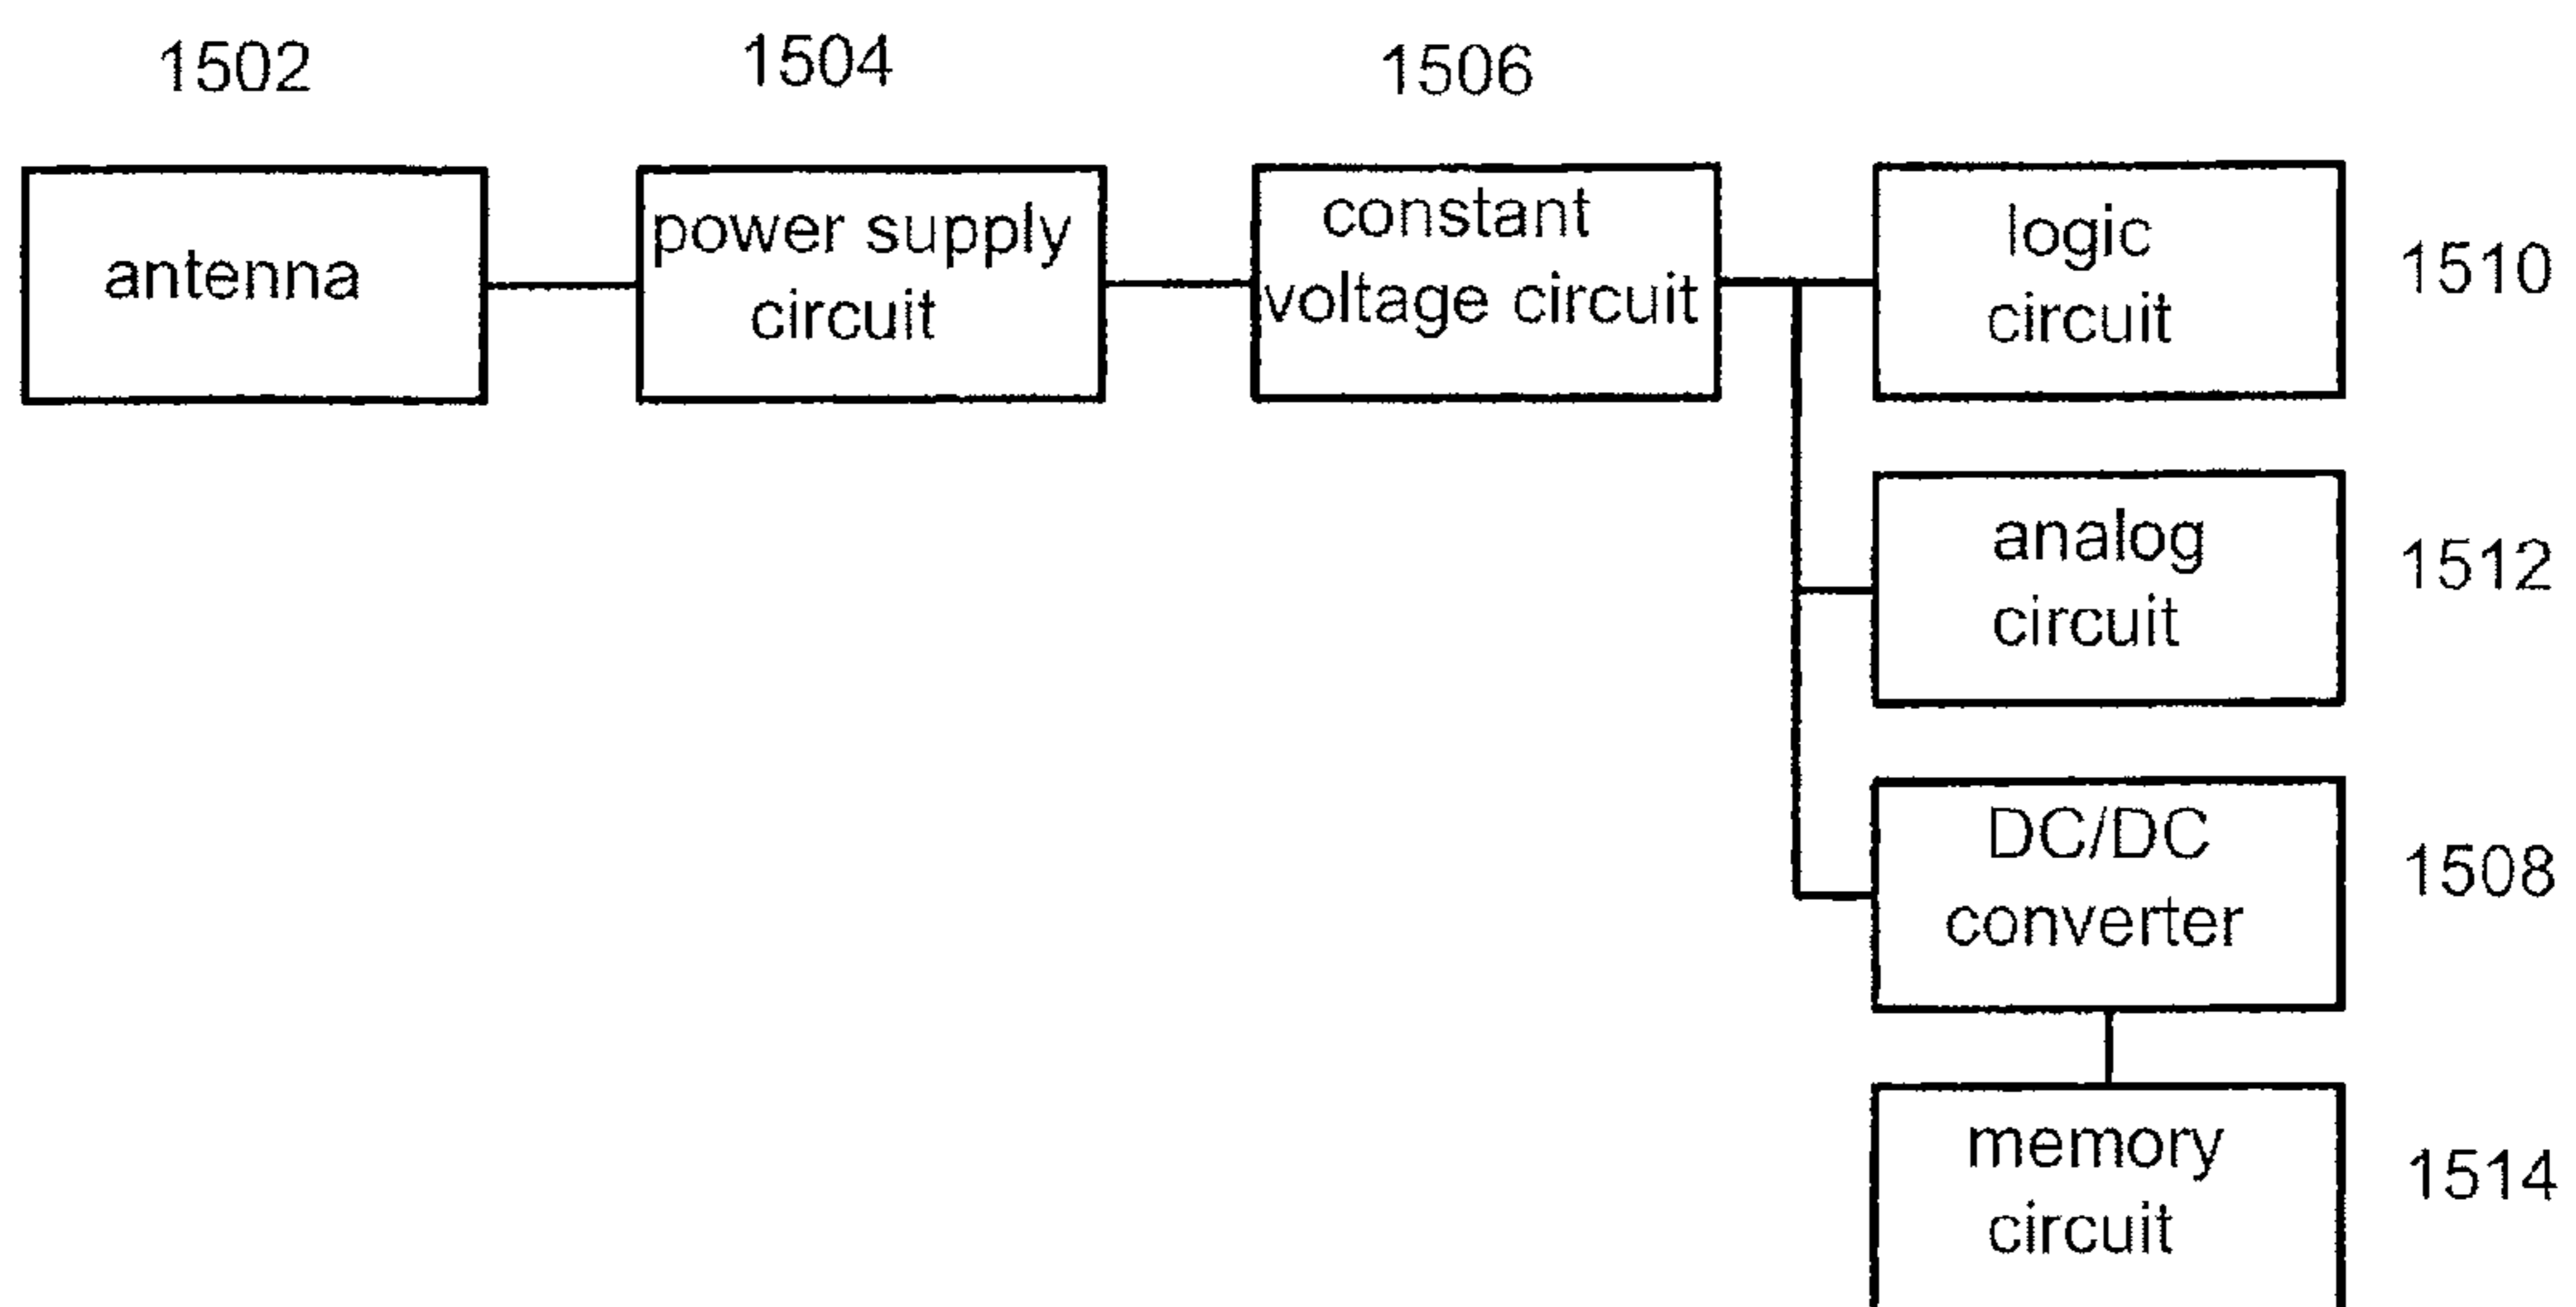 1502
1504
1506
antenna
power supply
circuit
constant
voltage circuit
logic
circuit
1510
analog
circuit
1512
DC/DC
converter
1508
memory
circuit
1514